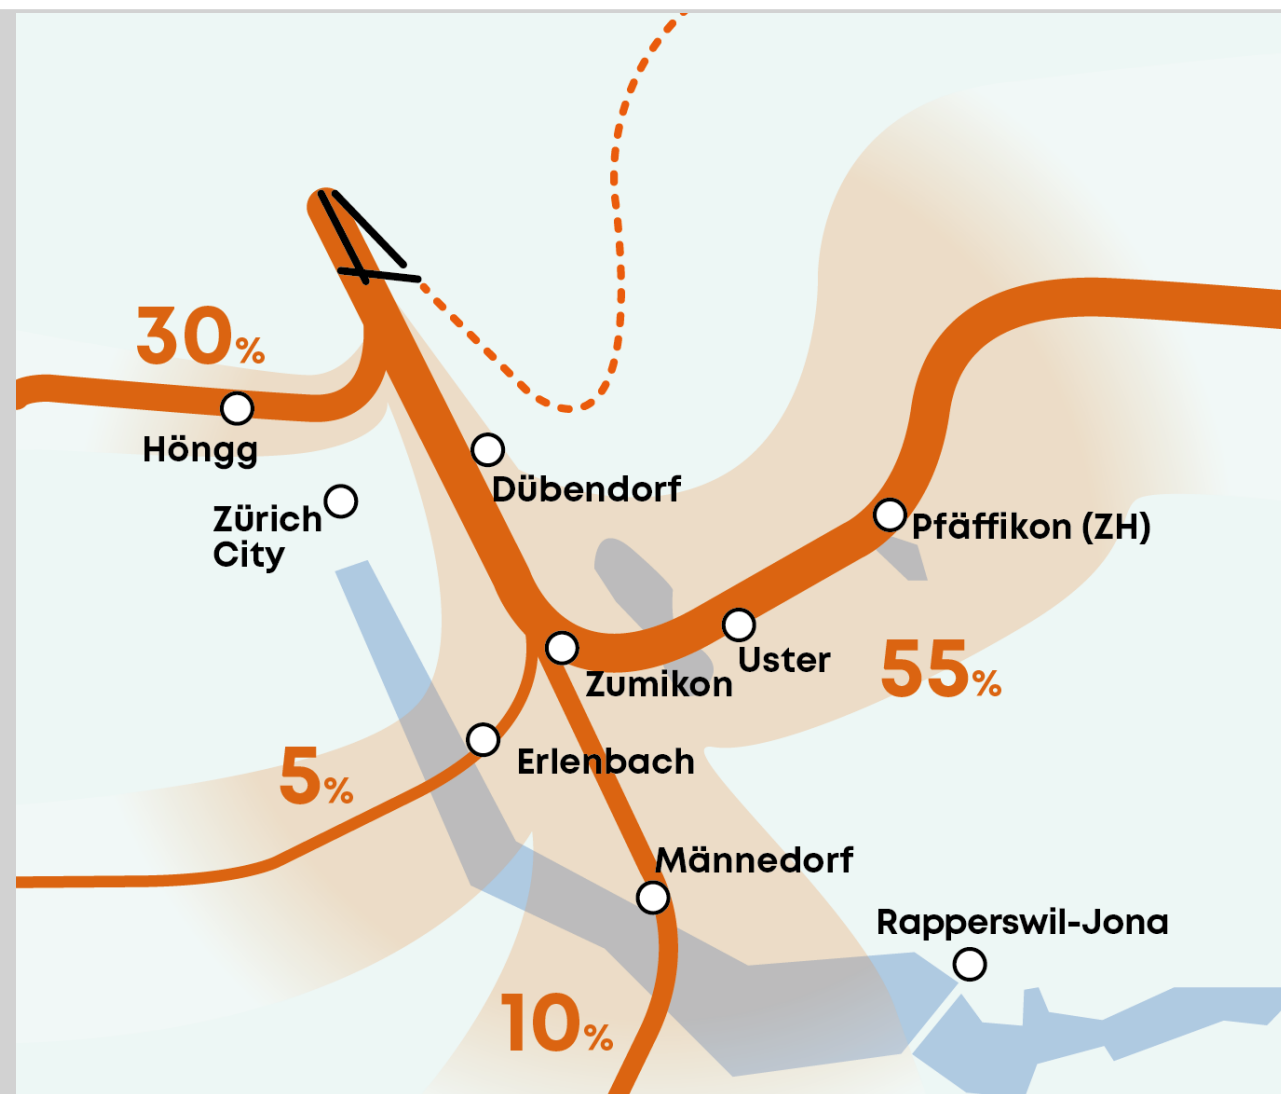 30%
Höngg
Dübendorf
Zürich
City
Pfäffikon (ZH)
Uster
55%
Zumikon
5%
Erlenbach
Männedorf
Rapperswil-Jona
10%